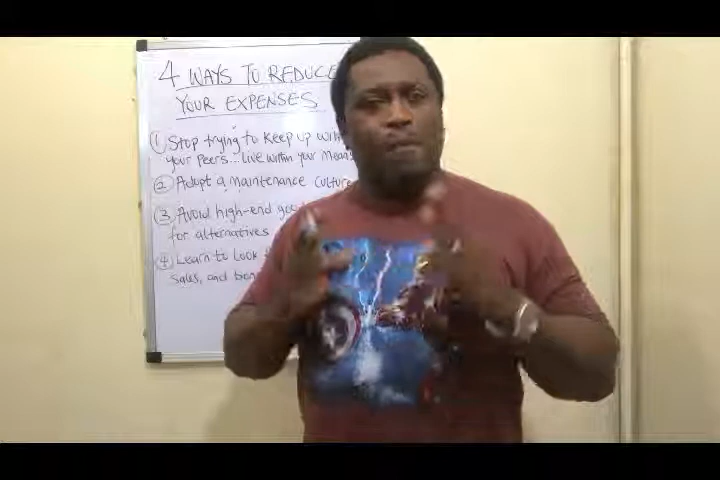 4 WAYS TO REDUCE
YOUR EXPENSES
1 Stop trying to keep up with
your peers... Live within your means
2 Adopt a maintenance culture
3 Avoid high-end
for alternatives
4 Learn to Look
Sales, and